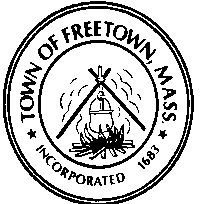 TOWN OF FREETOWN, MASS.
INCORPORATED 1683